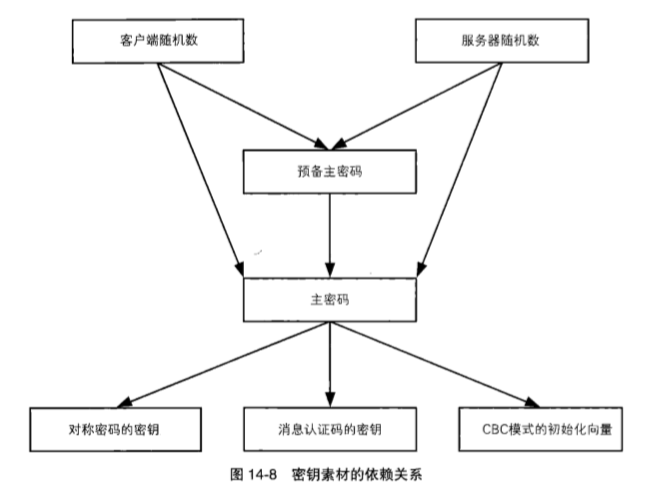 客户端随机数
服务器随机数
预备主密码
主密码
对称密码的密钥
消息认证码的密钥
CBC模式的初始化向量
图 14-8 密钥素材的依赖关系